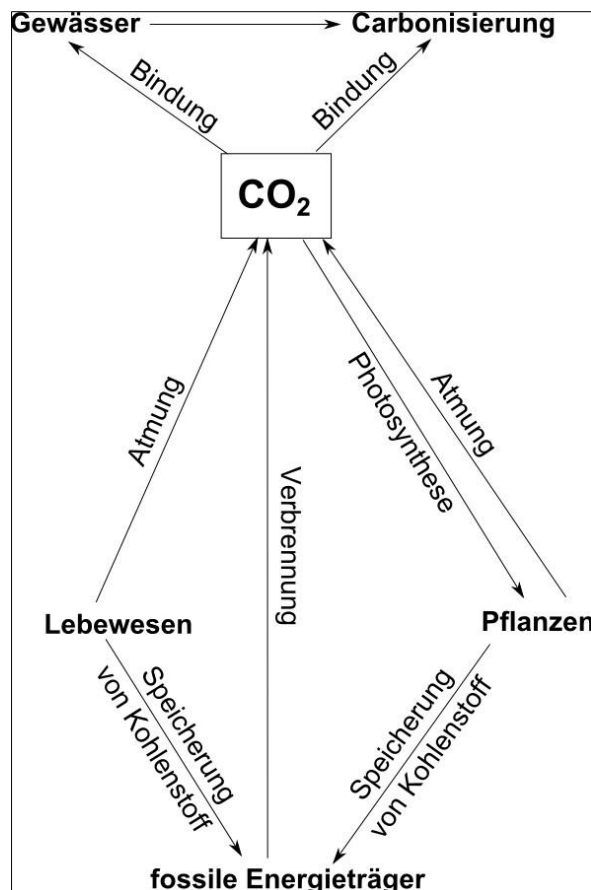 Gewässer
Carbonisierung
Bindung
Bindung
CO₂
Atmung
Verbrennung
Photosynthese
Atmung
Lebewesen
Pflanzen
Speicherung
von Kohlenstoff
Speicherung
von Kohlenstoff
fossile Energieträger